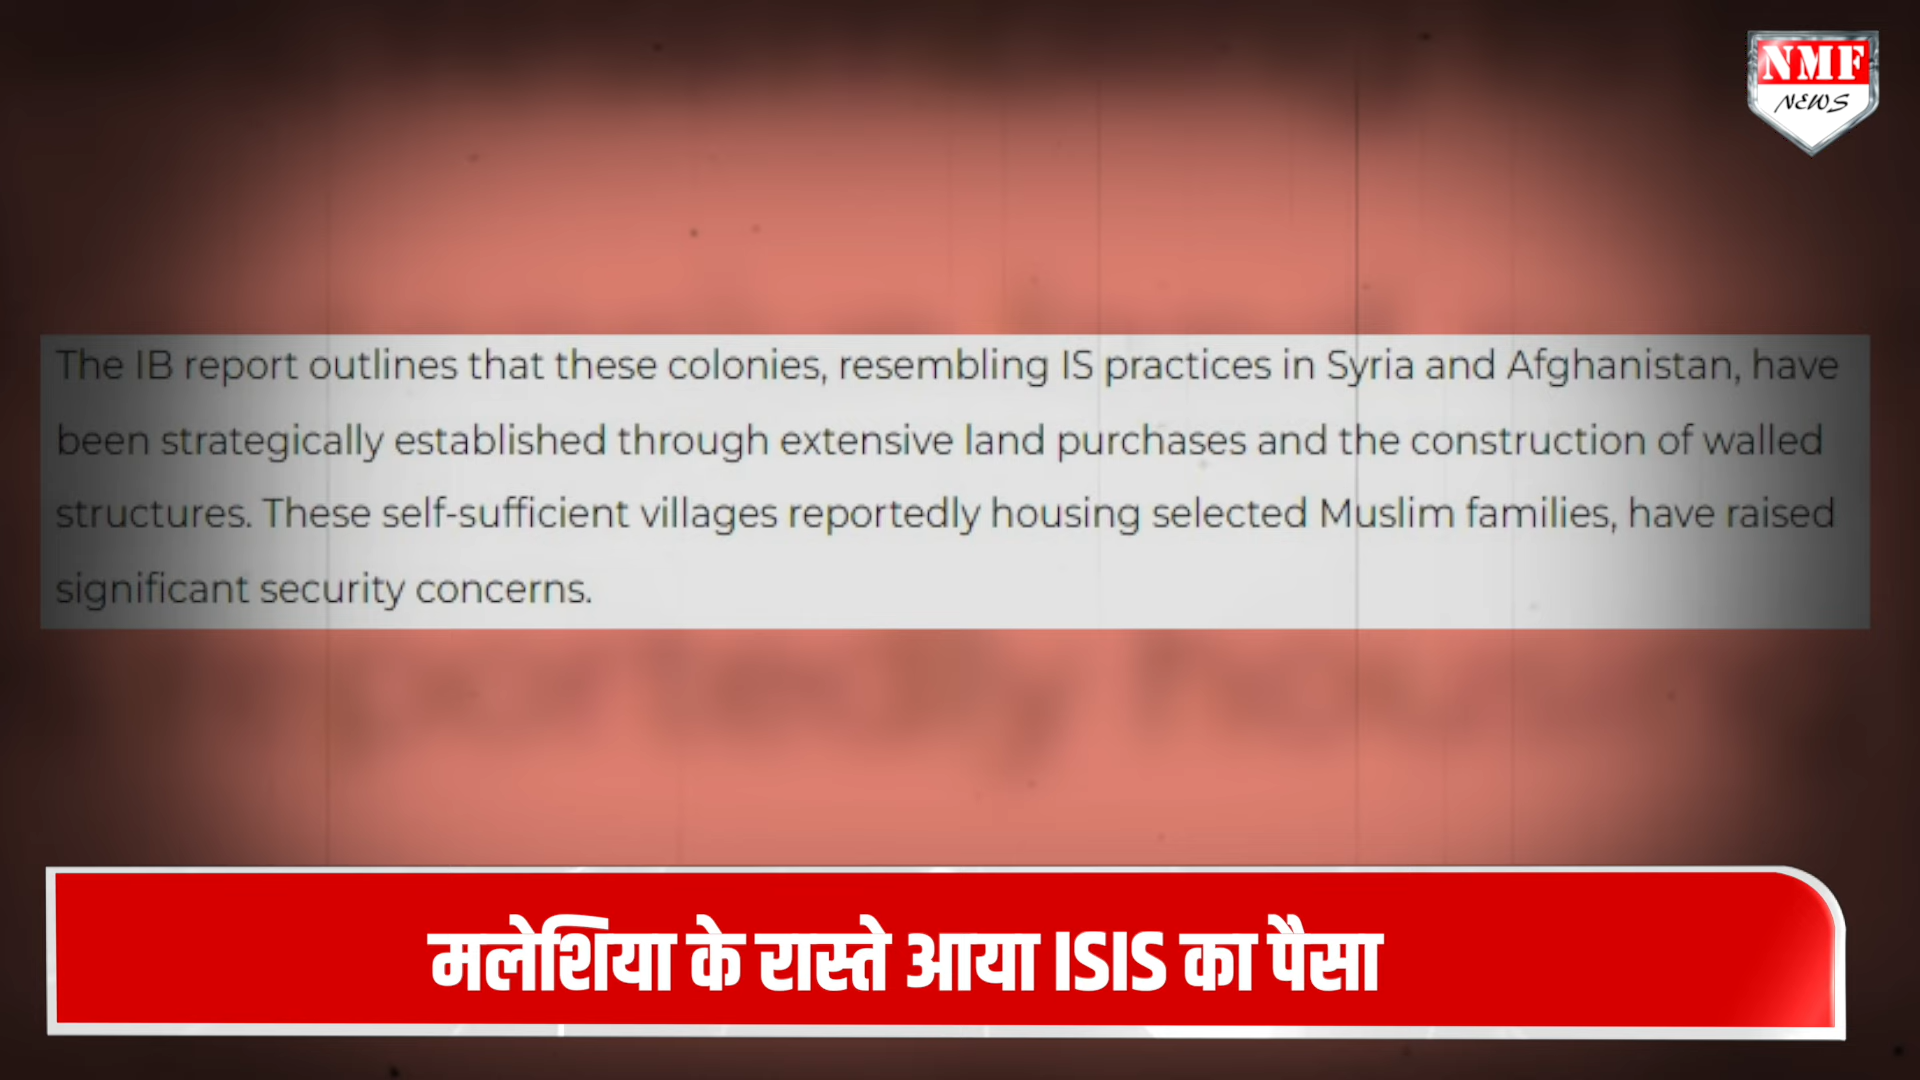 NMF
NEWS
The IB report outlines that these colonies, resembling IS practices in Syria and Afghanistan, have
been strategically established through extensive land purchases and the construction of walled
structures. These self-sufficient villages reportedly housing selected Muslim families, have raised
significant security concerns.
मलेशिया के रास्ते आया ISIS का पैसा